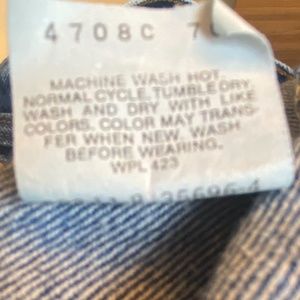 4708C 7
MACHINE WASH HOT,
NORMAL CYCLE, TUMBLE DRY.
WASH AND DRY WITH LIKE
COLORS. COLOR MAY TRANS-
FER WHEN NEW. WASH
BEFORE WEARING.
WPL 423